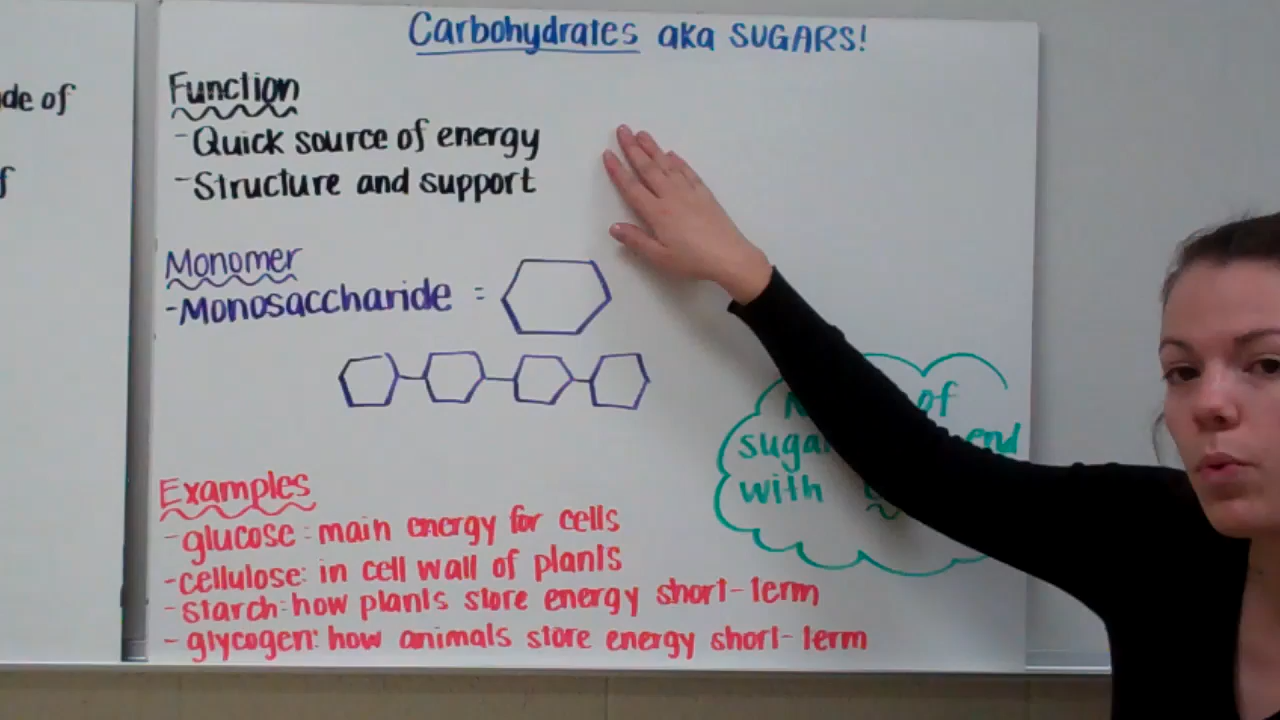 Carbohydrates aka SUGARS!
de of
f
Function
-Quick source of energy
-Structure and support
Monomer
-Monosaccharide =
of
end
with
Examples
-glucose: main energy for cells
-cellulose: in cell wall of plants
-starch: how plants store energy short-term
-glycogen: how animals store energy short-term